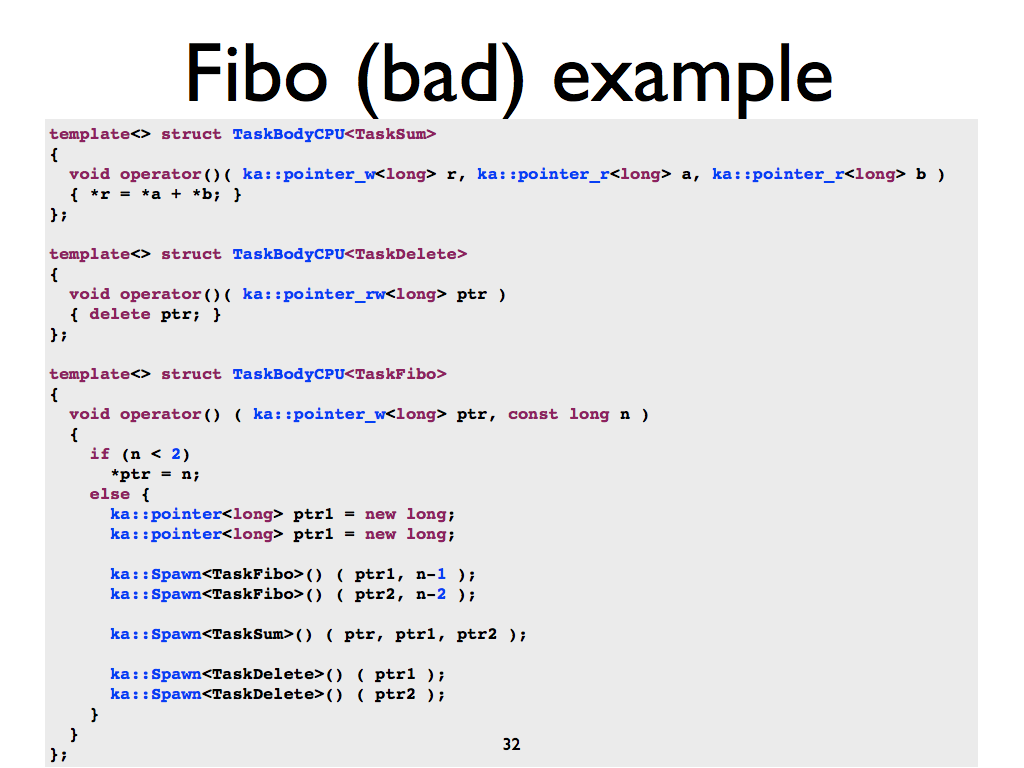 Fibo (bad) example
template<> struct TaskBodyCPU<TaskSum>
{
  void operator()( ka::pointer_w<long> r, ka::pointer_r<long> a, ka::pointer_r<long> b )
  { *r = *a + *b; }
};

template<> struct TaskBodyCPU<TaskDelete>
{
  void operator()( ka::pointer_rw<long> ptr )
  { delete ptr; }
};

template<> struct TaskBodyCPU<TaskFibo>
{
  void operator() ( ka::pointer_w<long> ptr, const long n )
  {
    if (n < 2)
      *ptr = n;
    else {
      ka::pointer<long> ptr1 = new long;
      ka::pointer<long> ptr1 = new long;

      ka::Spawn<TaskFibo>() ( ptr1, n-1 );
      ka::Spawn<TaskFibo>() ( ptr2, n-2 );

      ka::Spawn<TaskSum>() ( ptr, ptr1, ptr2 );

      ka::Spawn<TaskDelete>() ( ptr1 );
      ka::Spawn<TaskDelete>() ( ptr2 );
    }
  }
};
32